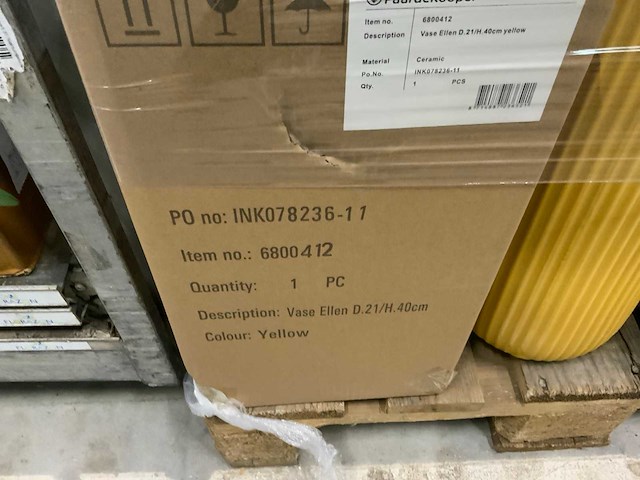 Item no. 6800412
Description Vase Ellen D.21/H.40cm yellow
Material Ceramic
Po.No. INK078236-11
Qty. 1 PCS
PO no: INK078236-11
Item no.: 6800412
Quantity: 1 PC
Description: Vase Ellen D.21/H.40cm
Colour: Yellow